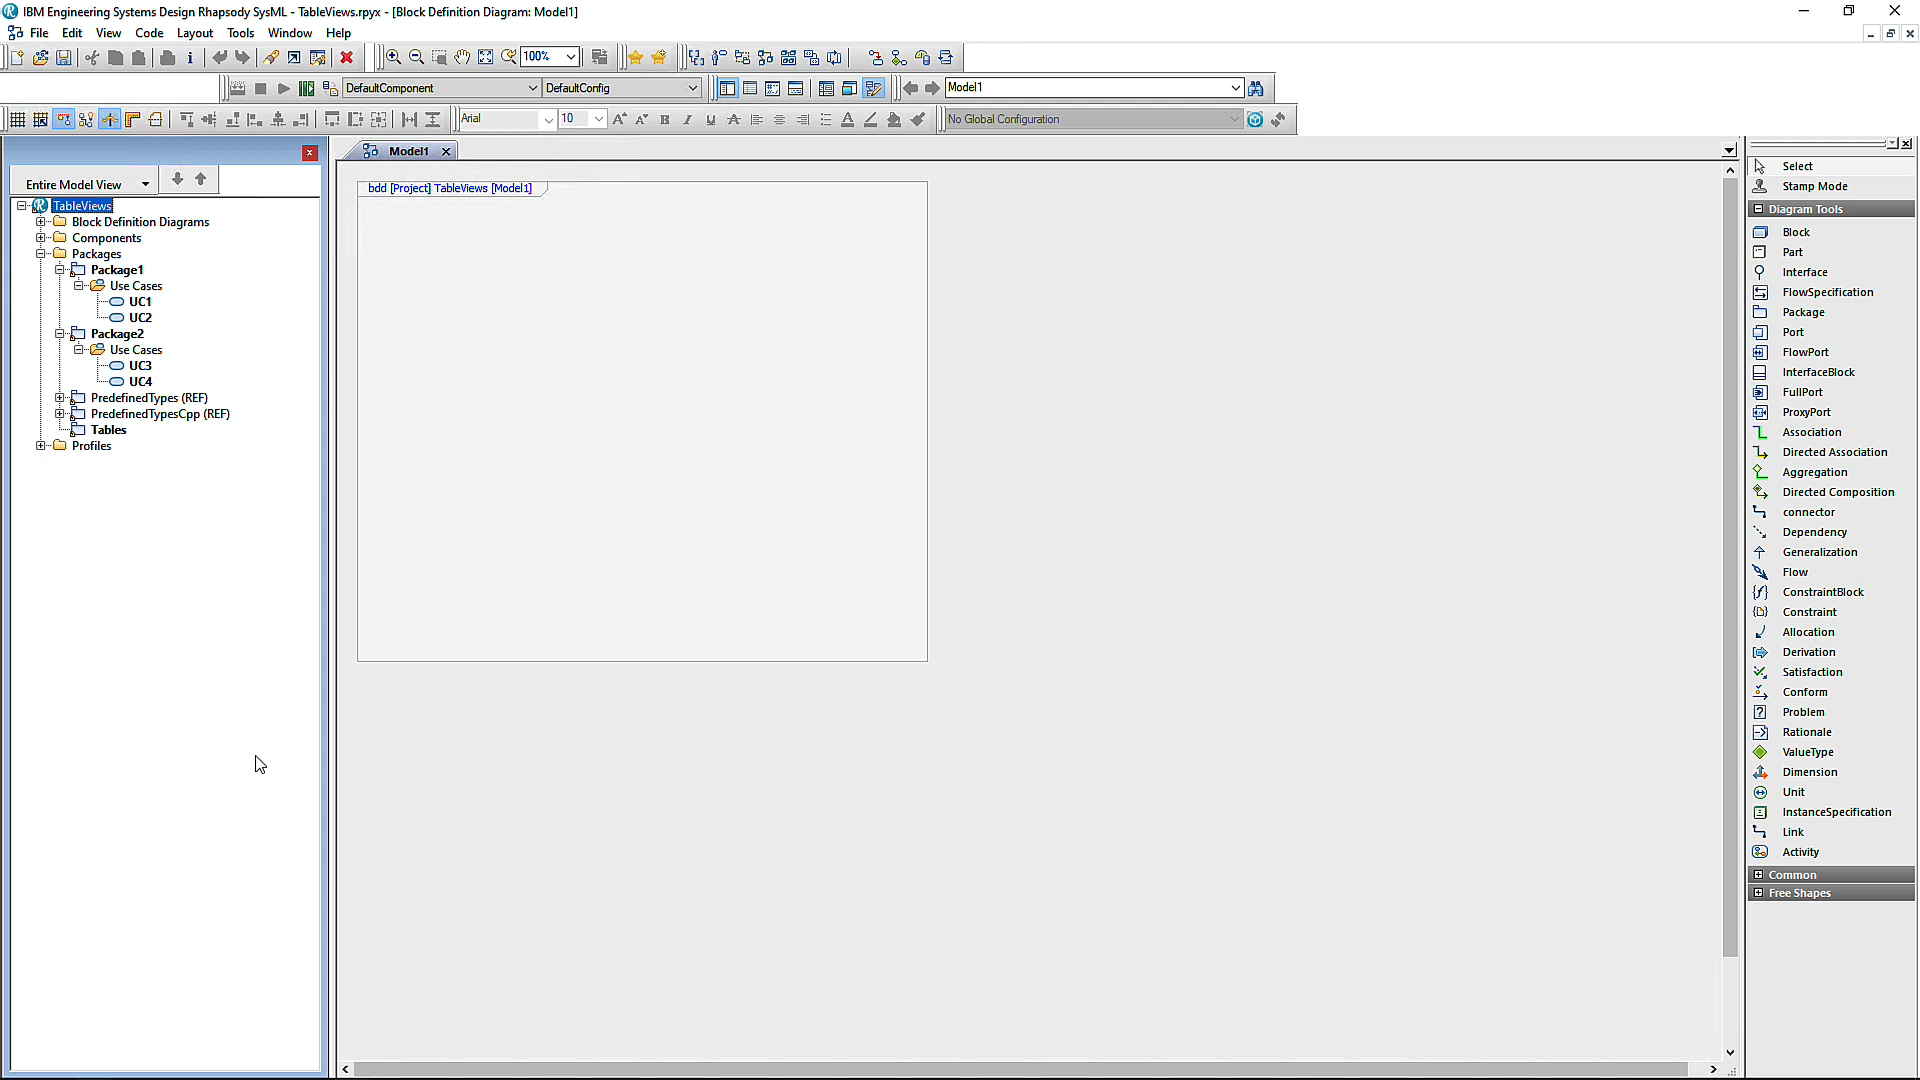 IBM Engineering Systems Design Rhapsody SysML - TableViews.rpyx - [Block Definition Diagram: Model1]
File Edit View Code Layout Tools Window Help
100%
DefaultComponent DefaultConfig Model1
Arial 10 No Global Configuration
Model1
Entire Model View
bdd [Project] TableViews [Model1]
TableViews
Block Definition Diagrams
Components
Packages
Package1
Use Cases
UC1
UC2
Package2
Use Cases
UC3
UC4
PredefinedTypes (REF)
PredefinedTypesCpp (REF)
Tables
Profiles
Select
Stamp Mode
Diagram Tools
Block
Part
Interface
FlowSpecification
Package
Port
FlowPort
InterfaceBlock
FullPort
ProxyPort
Association
Directed Association
Aggregation
Directed Composition
connector
Dependency
Generalization
Flow
ConstraintBlock
Constraint
Allocation
Derivation
Satisfaction
Conform
Problem
Rationale
ValueType
Dimension
Unit
InstanceSpecification
Link
Activity
Common
Free Shapes